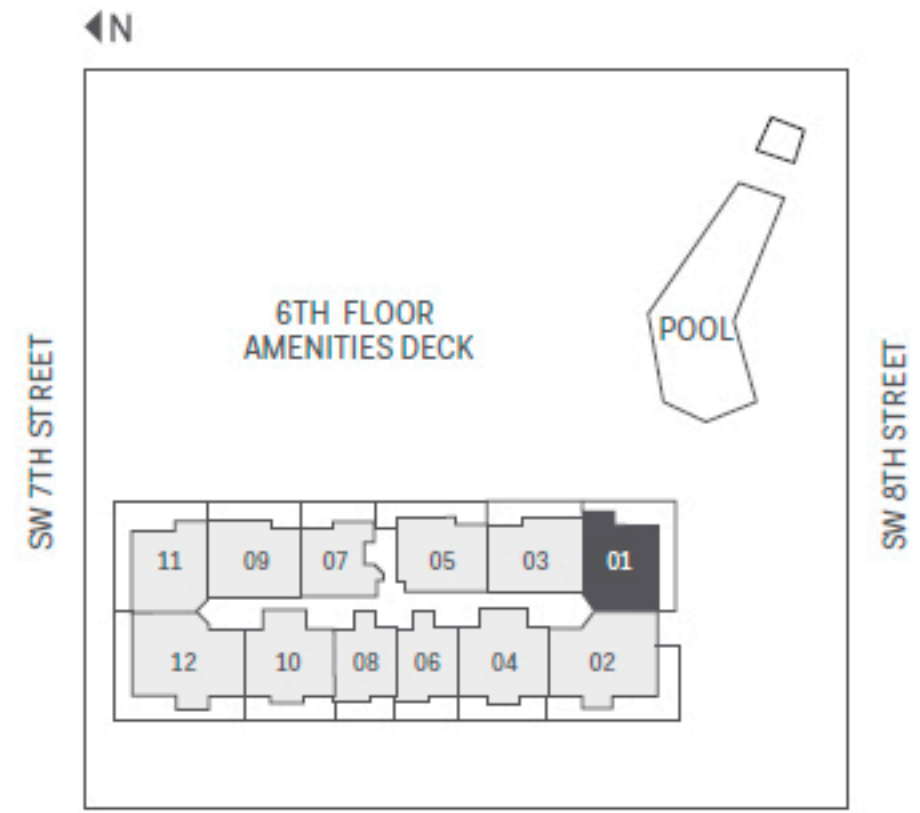 N
6TH FLOOR
AMENITIES DECK
POOL
SW 7TH STREET
SW 8TH STREET
11 09 07 05 03 01
12 10 08 06 04 02